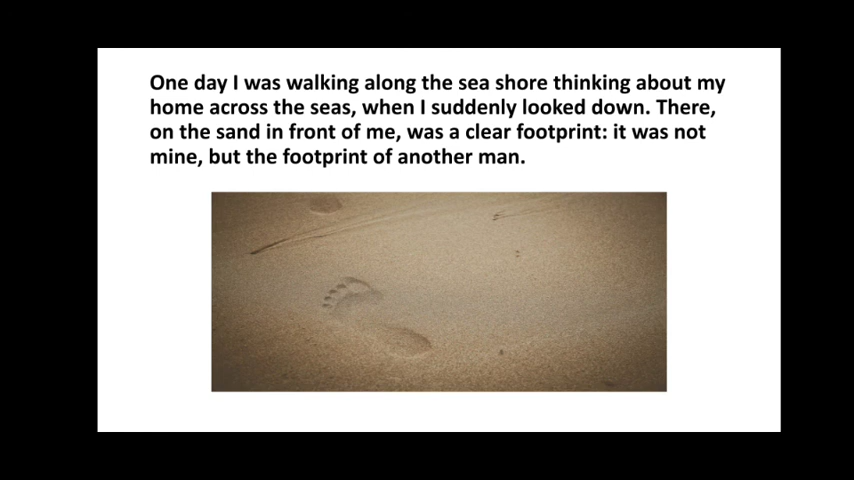 One day I was walking along the sea shore thinking about my
home across the seas, when I suddenly looked down. There,
on the sand in front of me, was a clear footprint: it was not
mine, but the footprint of another man.